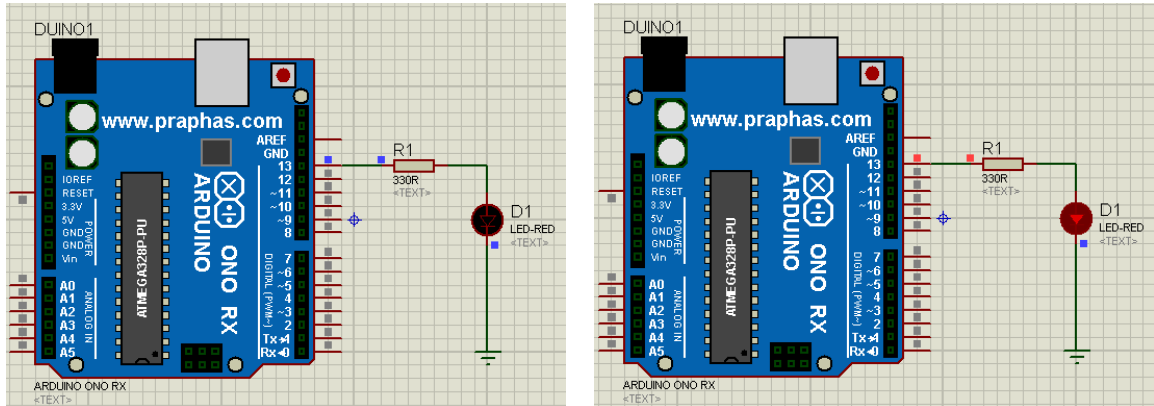 DUINO1
www.praphas.com
AREF
GND
13
12
~11
~10
~9
8
7
~6
~5
4
~3
2
Tx 1
Rx 0
IOREF
RESET
3.3V
5V
GND
GND
Vin
POWER
A0
A1
A2
A3
A4
A5
ANALOG IN
ATMEGA328P-PU
ARDUINO
ONO RX
DIGITAL (PWM~)
ARDUINO ONO RX
<TEXT>
R1
330R
<TEXT>
D1
LED-RED
<TEXT>
DUINO1
www.praphas.com
AREF
GND
13
12
~11
~10
~9
8
7
~6
~5
4
~3
2
Tx 1
Rx 0
IOREF
RESET
3.3V
5V
GND
GND
Vin
POWER
A0
A1
A2
A3
A4
A5
ANALOG IN
ATMEGA328P-PU
ARDUINO
ONO RX
DIGITAL (PWM~)
ARDUINO ONO RX
<TEXT>
R1
330R
<TEXT>
D1
LED-RED
<TEXT>